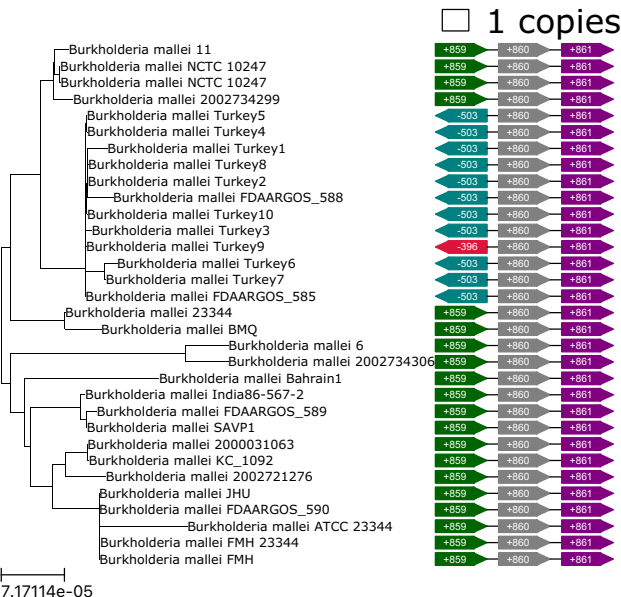 1 copies
Burkholderia mallei 11 +859 +860 +861
Burkholderia mallei NCTC 10247 +859 +860 +861
Burkholderia mallei NCTC 10247 +859 +860 +861
Burkholderia mallei 2002734299 +859 +860 +861
Burkholderia mallei Turkey5 -503 +860 +861
Burkholderia mallei Turkey4 -503 +860 +861
Burkholderia mallei Turkey1 -503 +860 +861
Burkholderia mallei Turkey8 -503 +860 +861
Burkholderia mallei Turkey2 -503 +860 +861
Burkholderia mallei FDAARGOS_588 -503 +860 +861
Burkholderia mallei Turkey10 -503 +860 +861
Burkholderia mallei Turkey3 -503 +860 +861
Burkholderia mallei Turkey9 -396 +860 +861
Burkholderia mallei Turkey6 -503 +860 +861
Burkholderia mallei Turkey7 -503 +860 +861
Burkholderia mallei FDAARGOS_585 -503 +860 +861
Burkholderia mallei 23344 +859 +860 +861
Burkholderia mallei BMQ +859 +860 +861
Burkholderia mallei 6 +859 +860 +861
Burkholderia mallei 2002734306 +859 +860 +861
Burkholderia mallei Bahrain1 +859 +860 +861
Burkholderia mallei India86-567-2 +859 +860 +861
Burkholderia mallei FDAARGOS_589 +859 +860 +861
Burkholderia mallei SAVP1 +859 +860 +861
Burkholderia mallei 2000031063 +859 +860 +861
Burkholderia mallei KC_1092 +859 +860 +861
Burkholderia mallei 2002721276 +859 +860 +861
Burkholderia mallei JHU +859 +860 +861
Burkholderia mallei FDAARGOS_590 +859 +860 +861
Burkholderia mallei ATCC 23344 +859 +860 +861
Burkholderia mallei FMH 23344 +859 +860 +861
Burkholderia mallei FMH +859 +860 +861
7.17114e-05